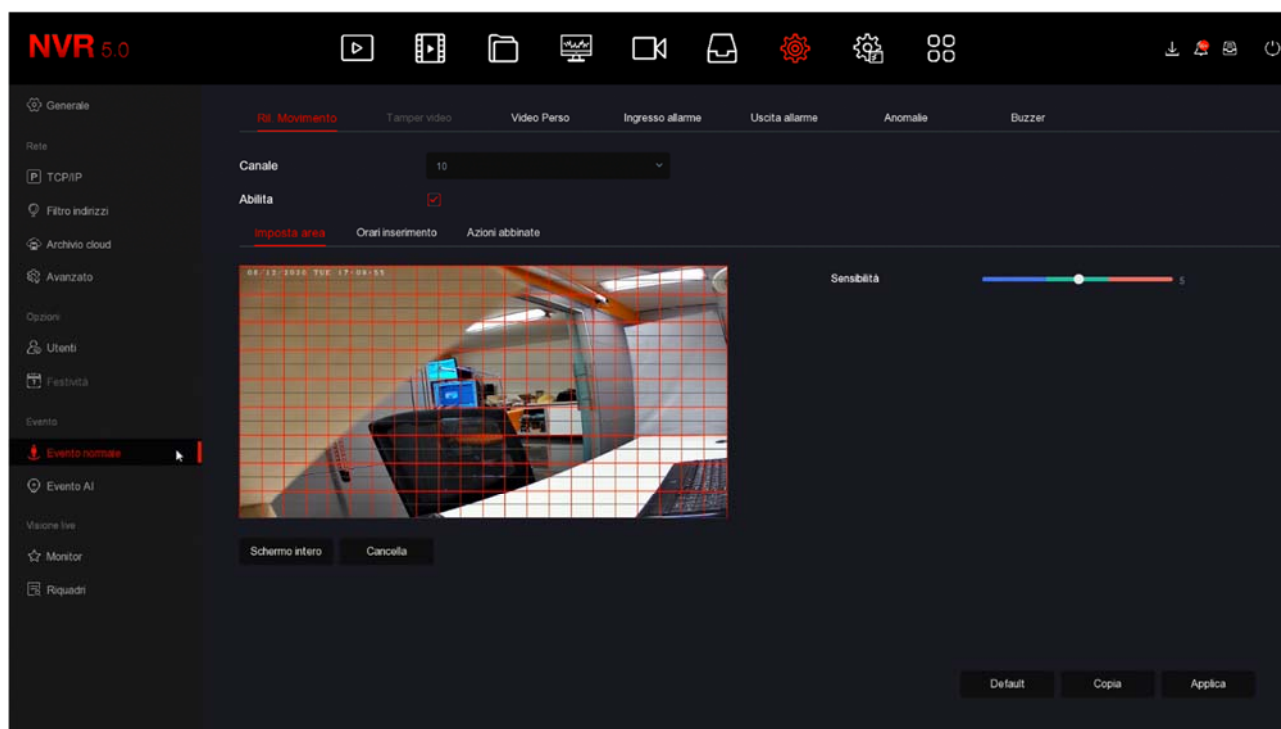 NVR 5.0
Generale
Rete
P TCP/IP
Filtro indirizzi
Archivio cloud
Avanzato
Opzioni
Utenti
Festività
Evento
Evento normale
Evento AI
Visione live
Monitor
Riquadri
Ril. Movimento Tamper video Video Perso Ingresso allarme Uscita allarme Anomalie Buzzer
Canale 10
Abilita
Imposta area Orari inserimento Azioni abbinate
TUE
Sensibilità 5
Schermo intero Cancella
Default Copia Applica